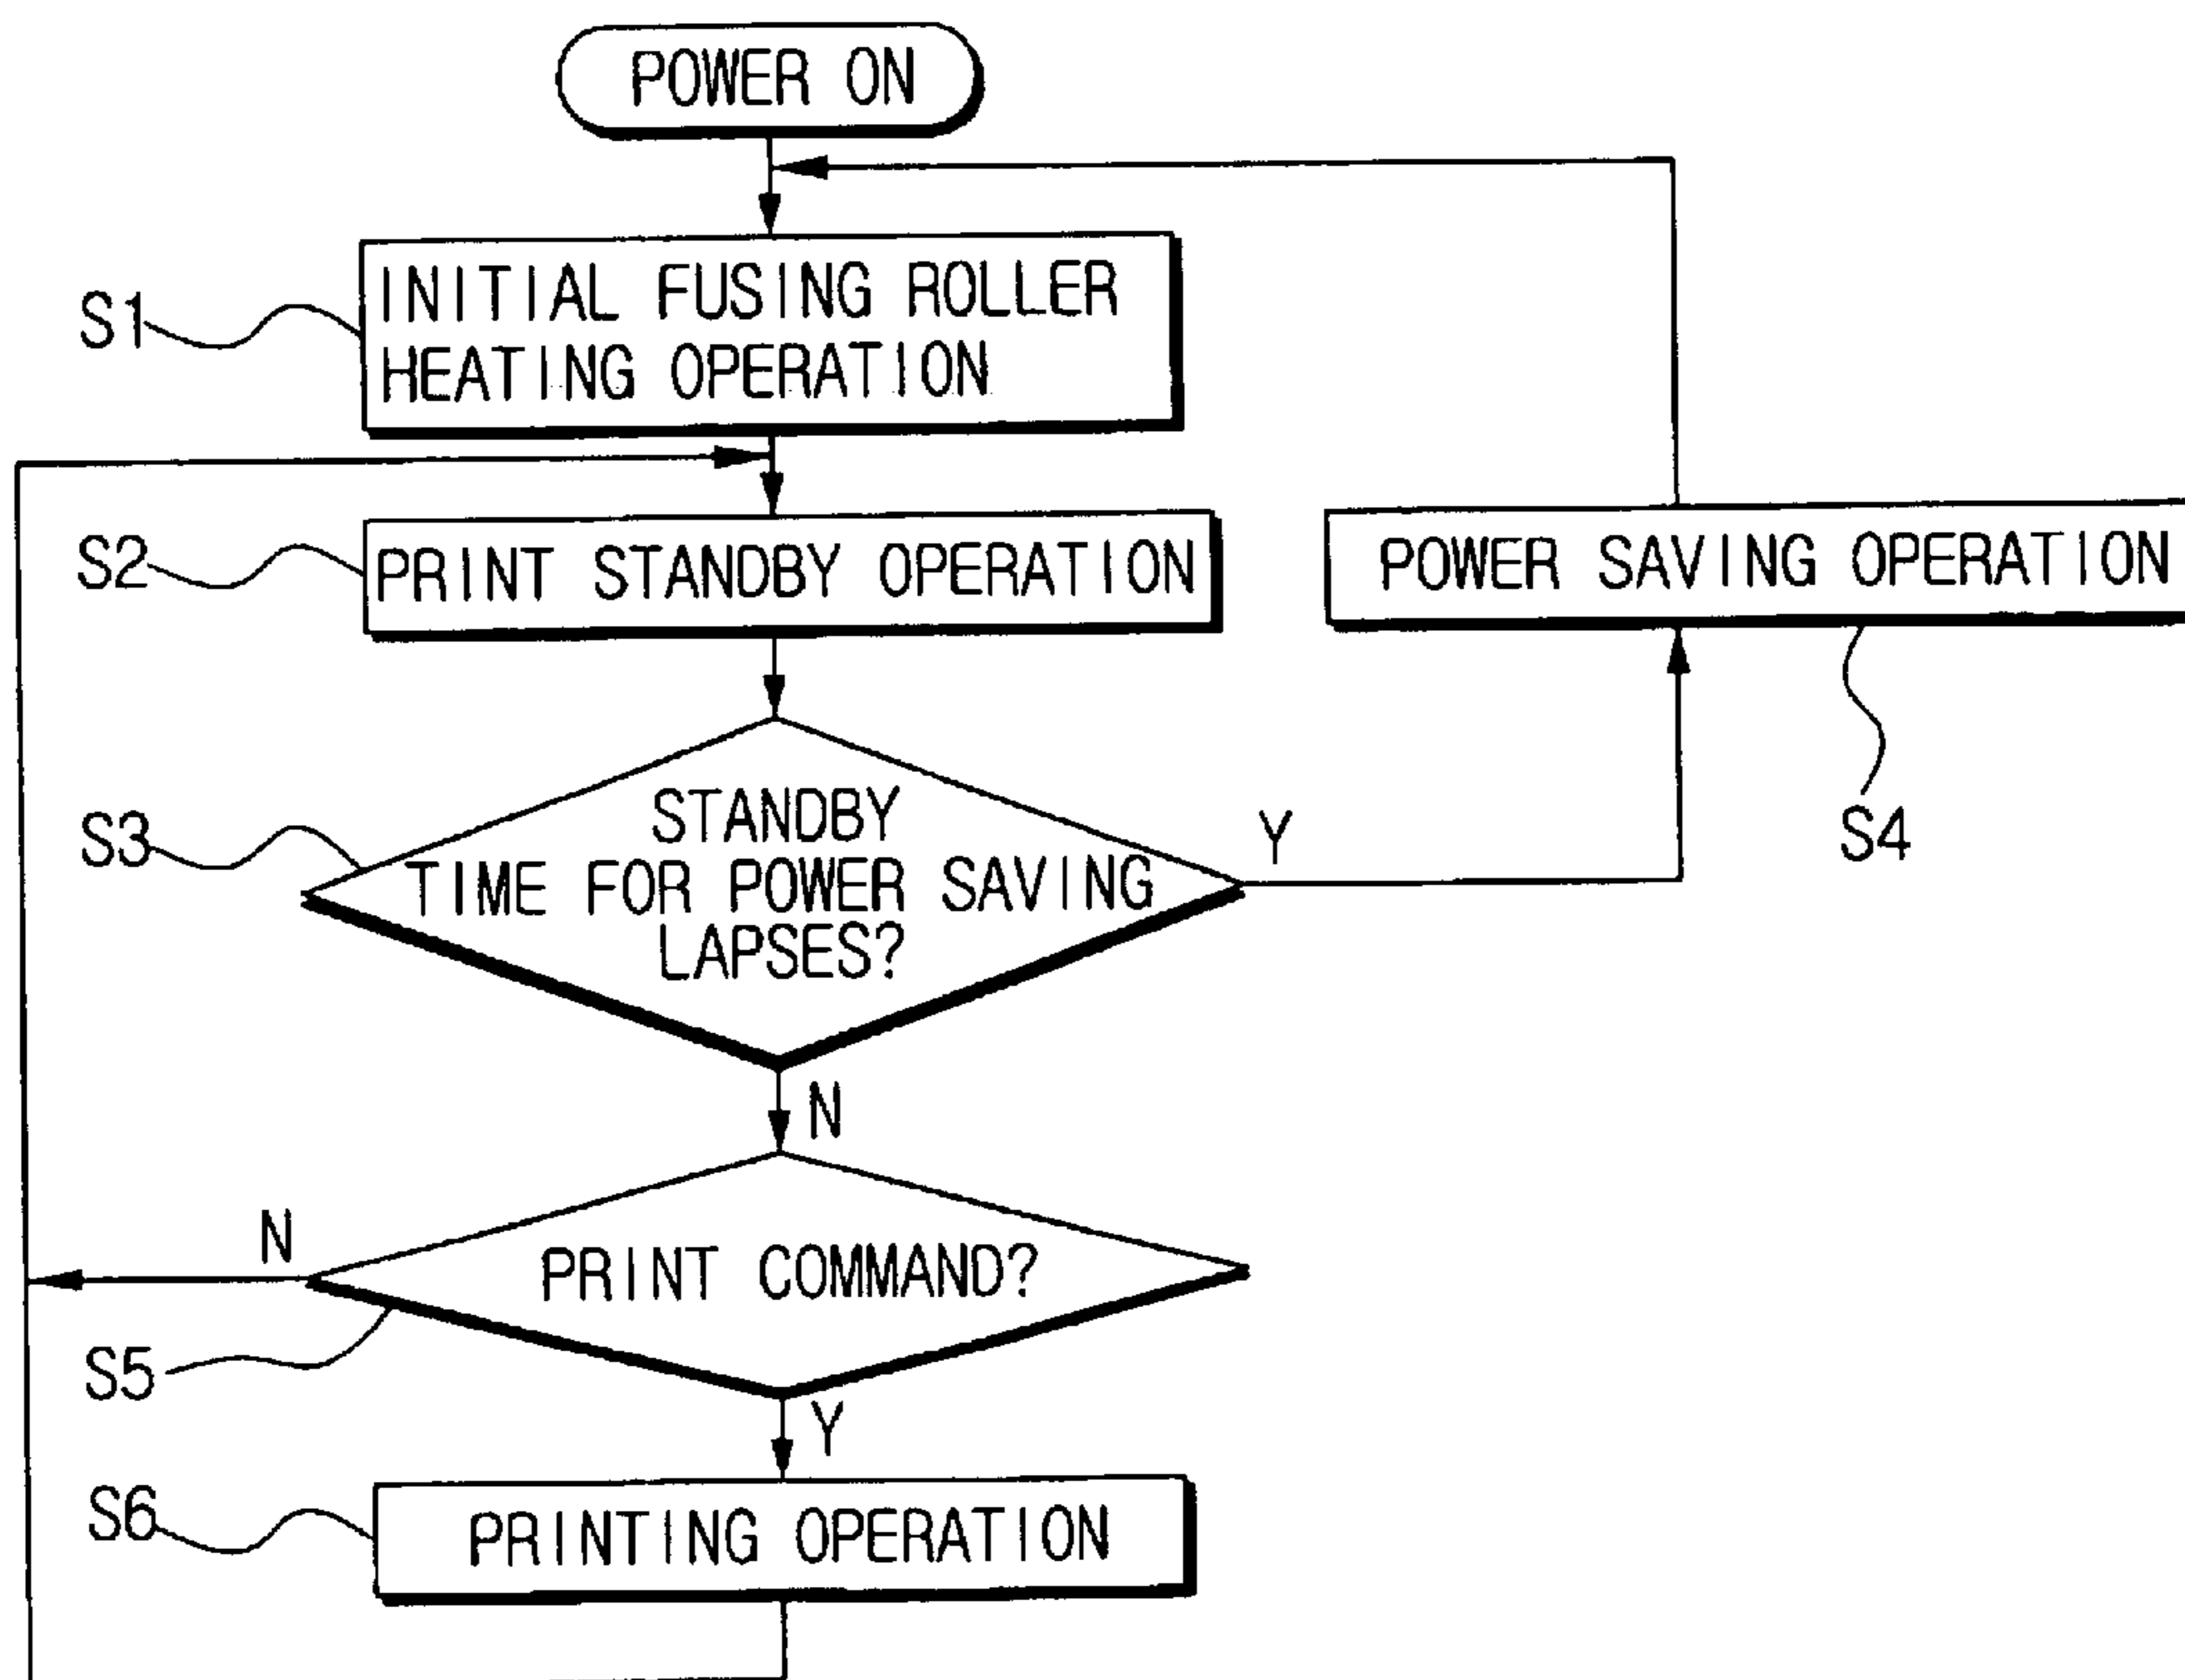 POWER ON
S1
INITIAL FUSING ROLLER
HEATING OPERATION
S2
PRINT STANDBY OPERATION
POWER SAVING OPERATION
S3
STANDBY
TIME FOR POWER SAVING
LAPSES?
Y
S4
N
N
PRINT COMMAND?
S5
Y
S6
PRINTING OPERATION